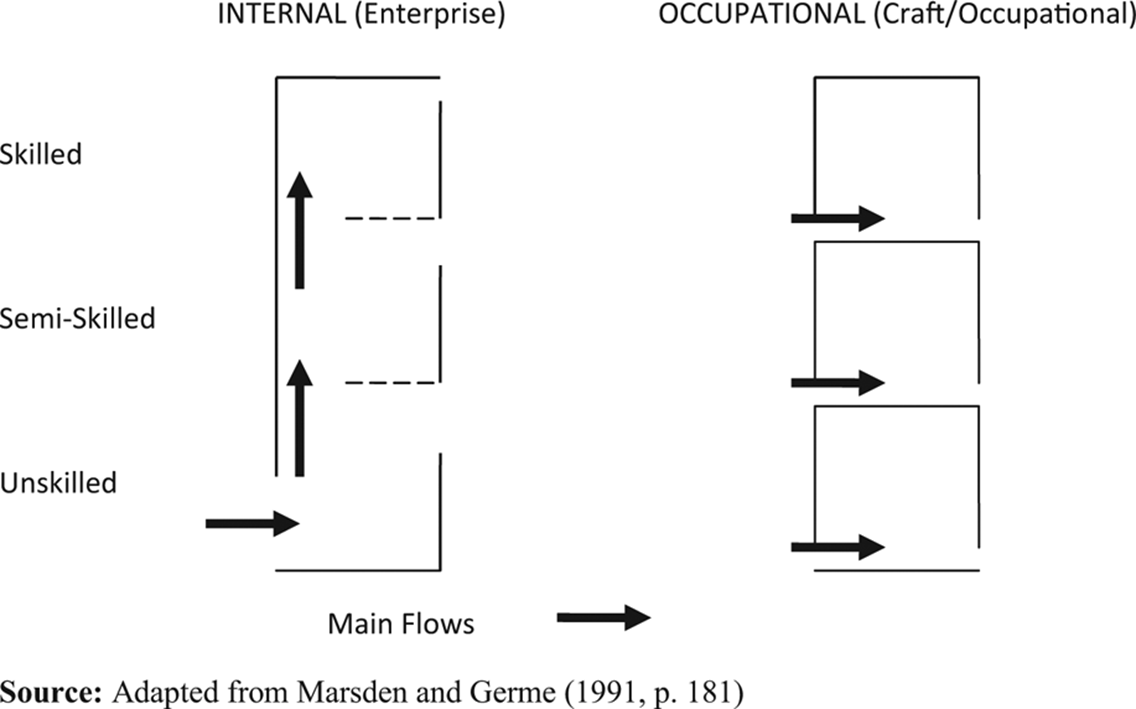 INTERNAL (Enterprise)
OCCUPATIONAL (Craft/Occupational)
Skilled
Semi-Skilled
Unskilled
Main Flows
Source: Adapted from Marsden and Germe (1991, p. 181)